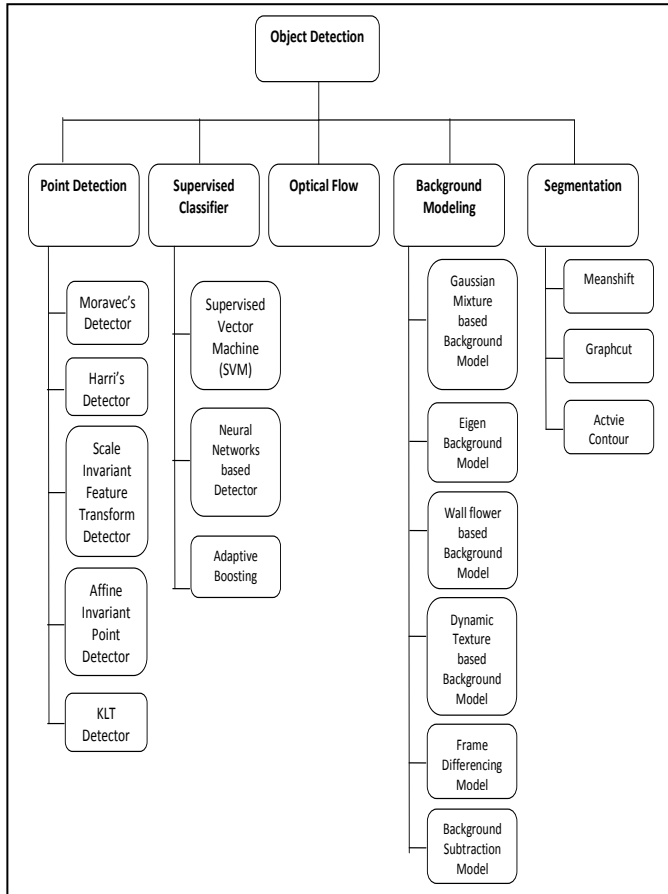 Object Detection
Point Detection
Supervised
Classifier
Optical Flow
Background
Modeling
Segmentation
Moravec's
Detector
Harri's
Detector
Scale
Invariant
Feature
Transform
Detector
Affine
Invariant
Point
Detector
KLT
Detector
Supervised
Vector
Machine
(SVM)
Neural
Networks
based
Detector
Adaptive
Boosting
Gaussian
Mixture
based
Background
Model
Eigen
Background
Model
Wall flower
based
Background
Model
Dynamic
Texture
based
Background
Model
Frame
Differencing
Model
Background
Subtraction
Model
Meanshift
Graphcut
Actvie
Contour